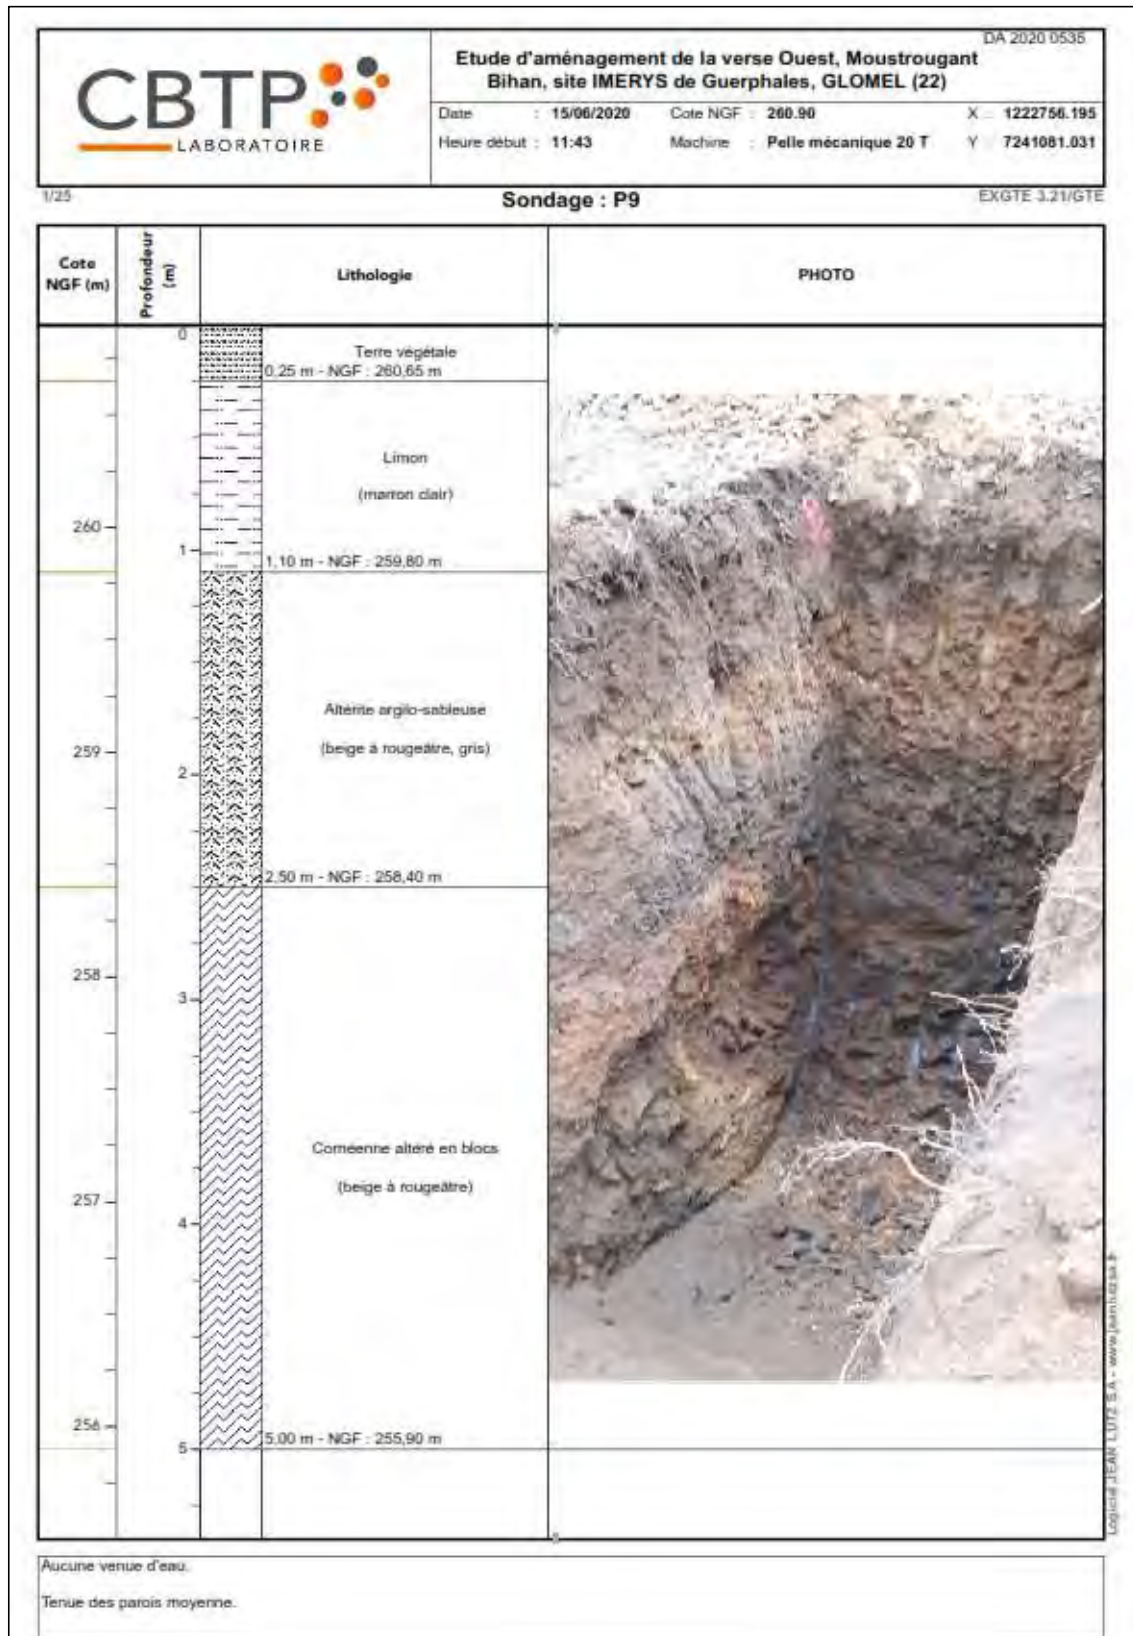 DA 2020 0535
CBTP
LABORATOIRE
Etude d'aménagement de la verse Ouest, Moustrougant
Bihan, site IMERYS de Guerphales, GLOMEL (22)
Date : 15/06/2020 Cote NGF : 260.90 X : 1222756.195
Heure début : 11:43 Machine : Pelle mécanique 20 T Y : 7241081.031
1/25
Sondage : P9
EXGTE 3.21/GTE
Cote
NGF (m)
Profondeur
(m)
Lithologie
PHOTO
0
Terre végétale
0,25 m - NGF : 260,65 m
Limon
(marron clair)
260
1
1,10 m - NGF : 259,80 m
Altérite argilo-sableuse
(beige à rougeâtre, gris)
259
2
2,50 m - NGF : 258,40 m
258
3
Cornéenne altéré en blocs
(beige à rougeâtre)
257
4
256
5
5,00 m - NGF : 255,90 m
Logiciel JEAN LUTZ S.A - www.jeanlutzsa.fr
Aucune venue d'eau.
Tenue des parois moyenne.